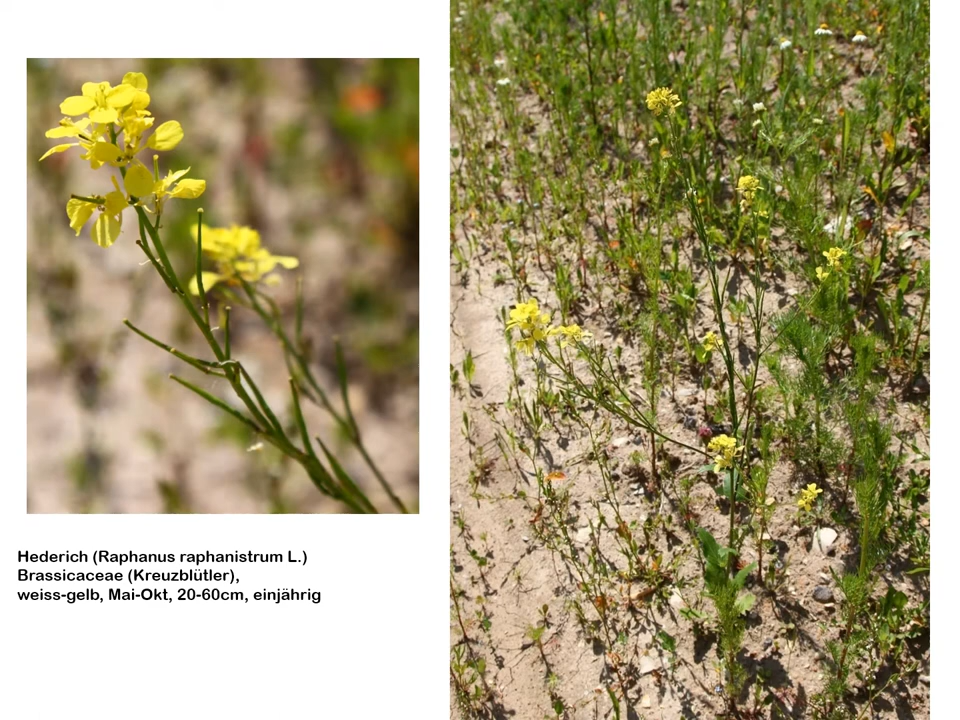 Hederich (Raphanus raphanistrum L.)
Brassicaceae (Kreuzblütler),
weiss-gelb, Mai-Okt, 20-60cm, einjährig